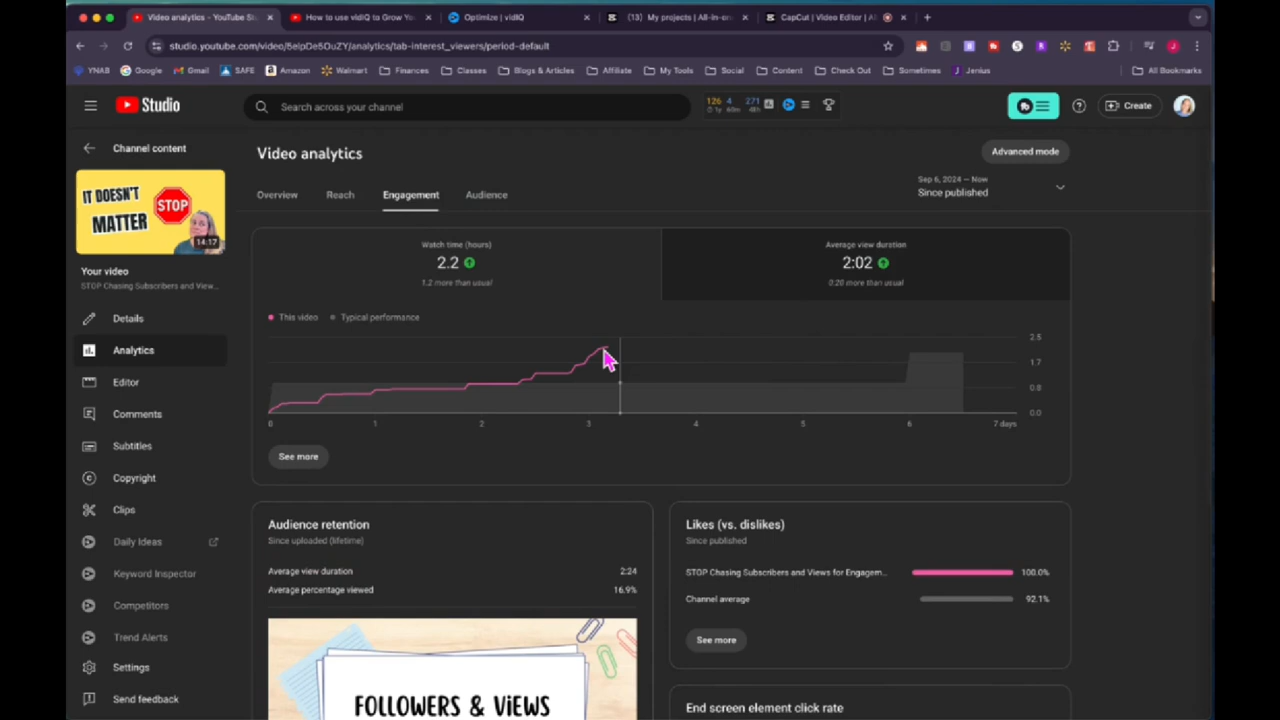 Video analytics - YouTube St
How to use vidIQ to Grow Yo
Optimize | vidIQ
(13) My projects | All-in-on
CapCut | Video Editor | Al
studio.youtube.com/video/5elpDe5OuZY/analytics/tab-interest_viewers/period-default
YNAB Google Gmail SAFE Amazon Walmart Finances Classes Blogs & Articles Affiliate My Tools Social Content Check Out Sometimes Jenius All Bookmarks
Studio
Search across your channel
126 4 271
0↑y 60m 48h
Create
Channel content
IT DOESN'T
MATTER
STOP
14:17
Your video
STOP Chasing Subscribers and View...
Details
Analytics
Editor
Comments
Subtitles
Copyright
Clips
Daily Ideas
Keyword Inspector
Competitors
Trend Alerts
Settings
Send feedback
Video analytics
Advanced mode
Overview Reach Engagement Audience
Sep 6, 2024 – Now
Since published
Watch time (hours)
2.2
1.2 more than usual
Average view duration
2:02
0:20 more than usual
This video Typical performance
2.5
1.7
0.8
0.0
0 1 2 3 4 5 6 7 days
See more
Audience retention
Since uploaded (lifetime)
Average view duration 2:24
Average percentage viewed 16.9%
FOLLOWERS & VIEWS
Likes (vs. dislikes)
Since published
STOP Chasing Subscribers and Views for Engagem... 100.0%
Channel average 92.1%
See more
End screen element click rate